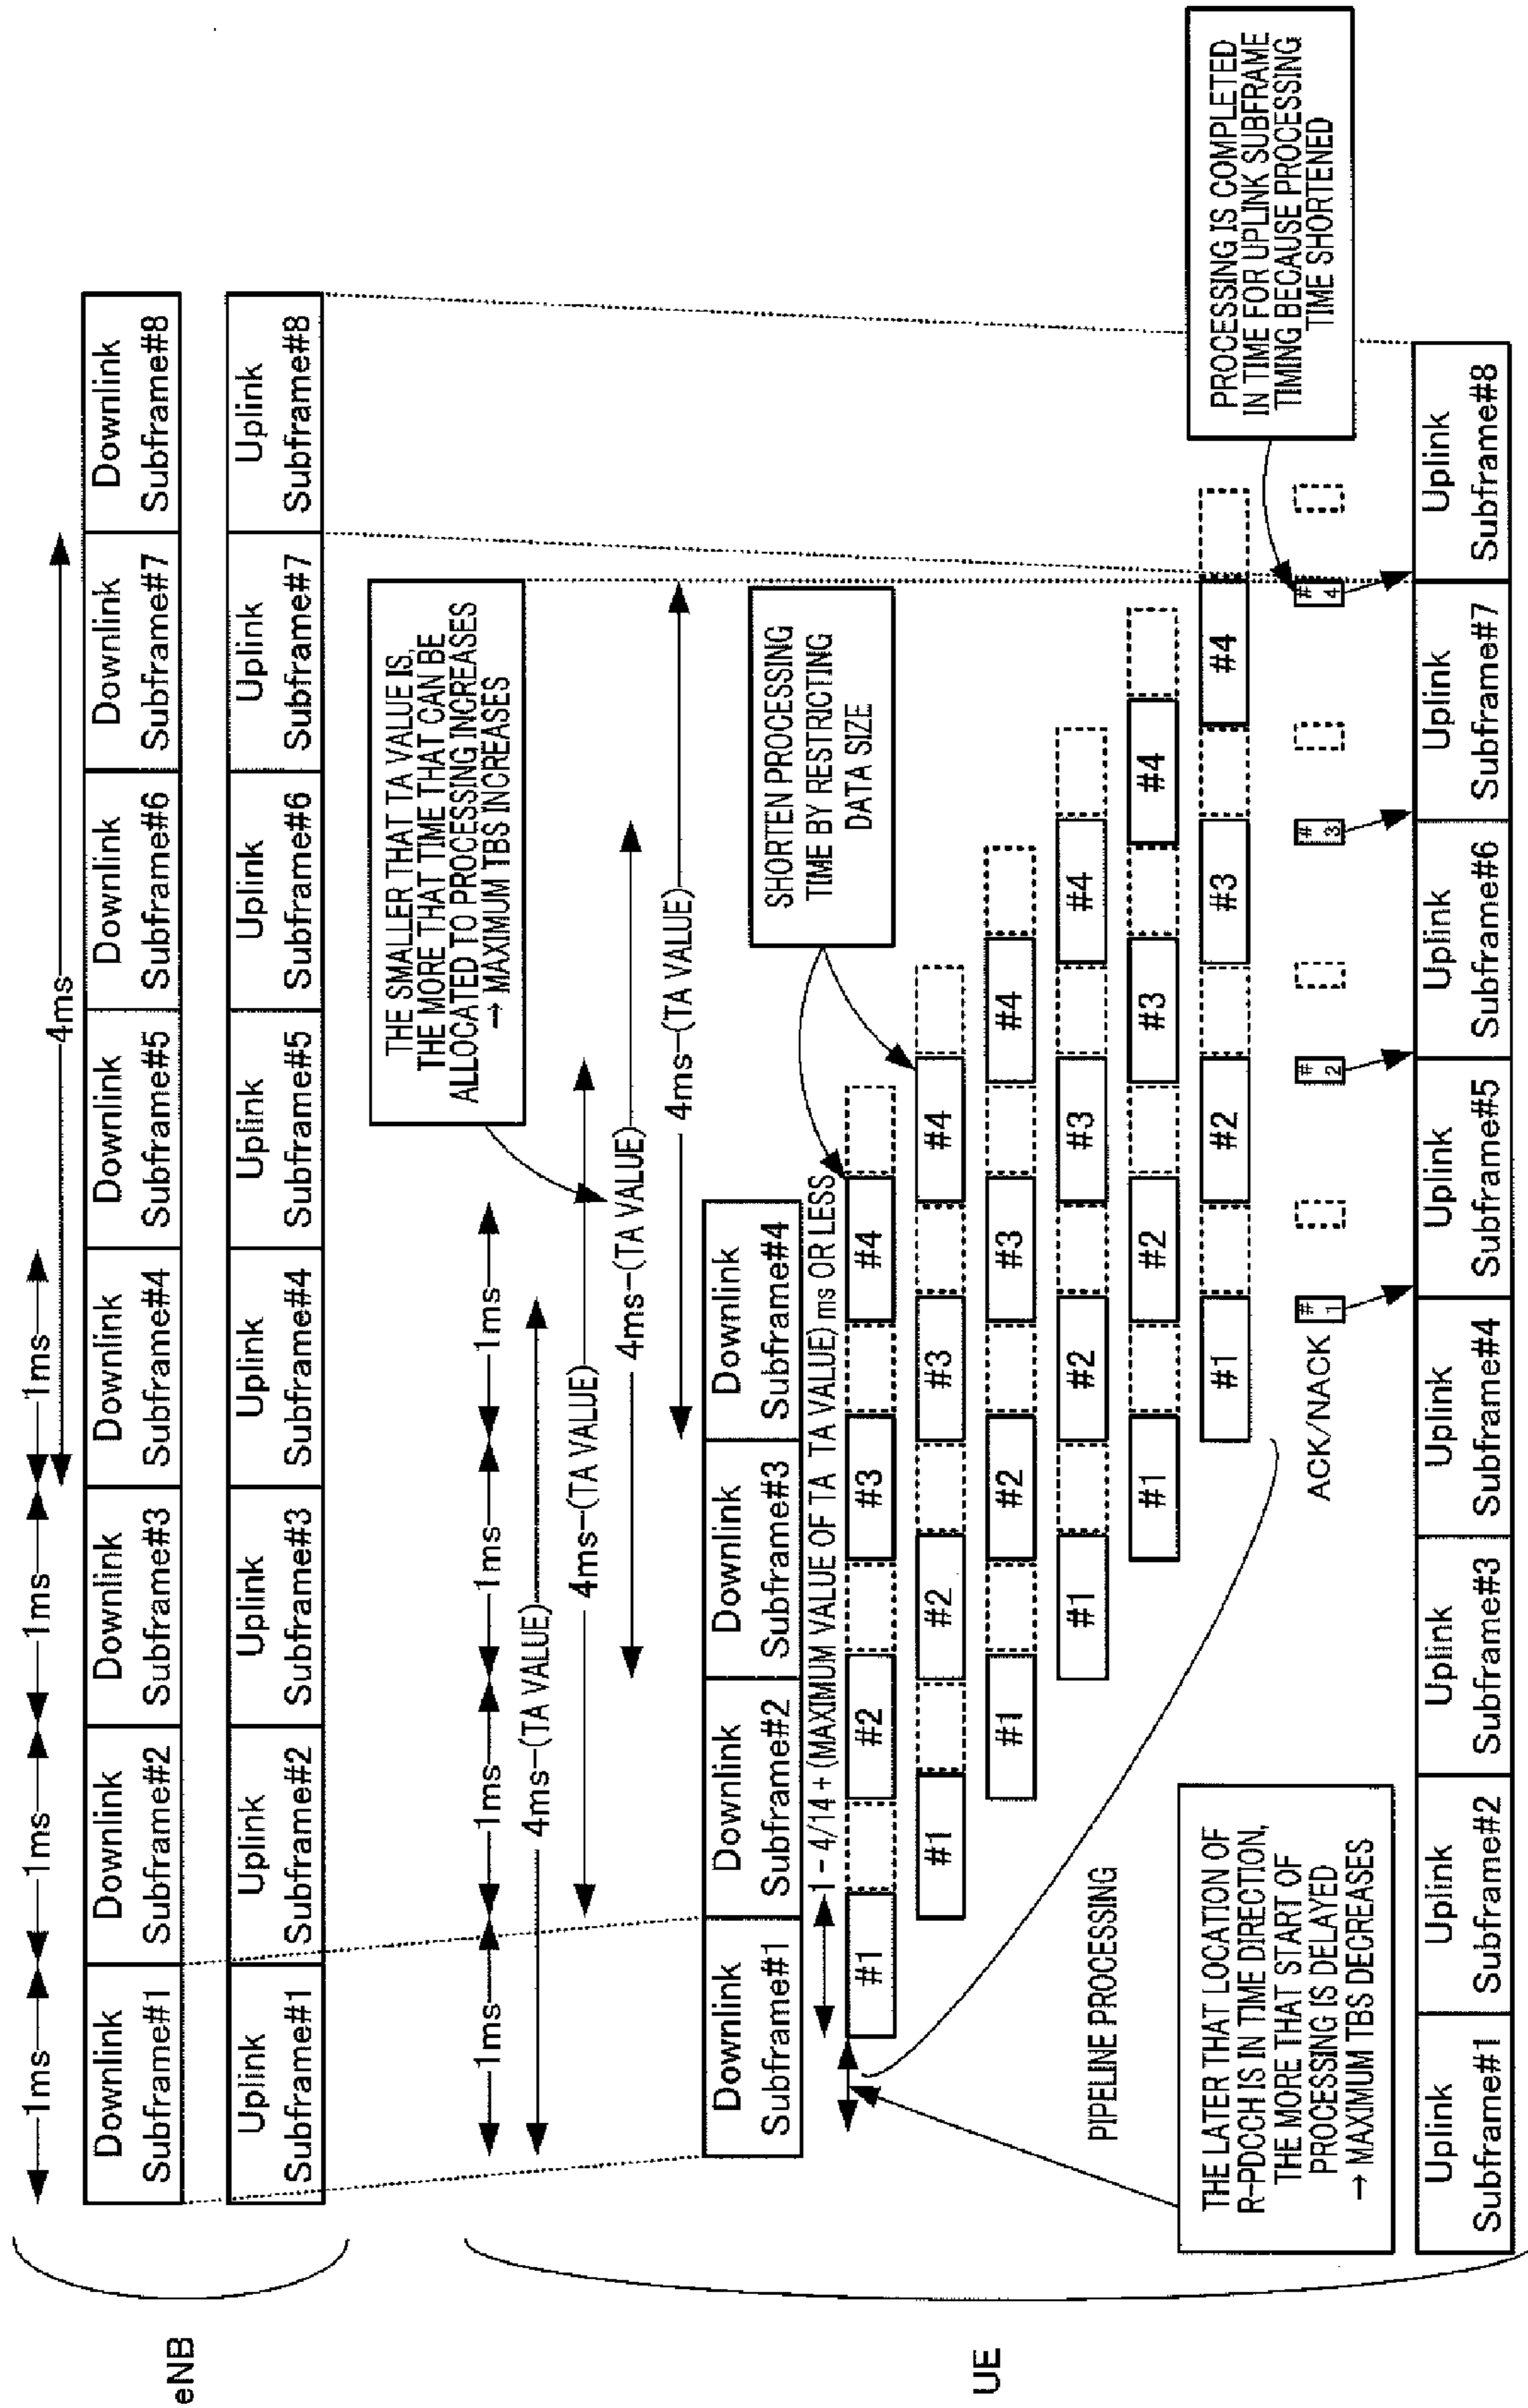 eNB
1ms
1ms
1ms
1ms
4ms
Downlink
Subframe#1
Downlink
Subframe#2
Downlink
Subframe#3
Downlink
Subframe#4
Downlink
Subframe#5
Downlink
Subframe#6
Downlink
Subframe#7
Downlink
Subframe#8
Uplink
Subframe#1
Uplink
Subframe#2
Uplink
Subframe#3
Uplink
Subframe#4
Uplink
Subframe#5
Uplink
Subframe#6
Uplink
Subframe#7
Uplink
Subframe#8
UE
THE SMALLER THAT TA VALUE IS,
THE MORE THAT TIME THAT CAN BE
ALLOCATED TO PROCESSING INCREASES
→ MAXIMUM TBS INCREASES
1ms
1ms
1ms
1ms
4ms-(TA VALUE)
4ms-(TA VALUE)
4ms-(TA VALUE)
4ms-(TA VALUE)
Downlink
Subframe#1
Downlink
Subframe#2
Downlink
Subframe#3
Downlink
Subframe#4
SHORTEN PROCESSING
TIME BY RESTRICTING
DATA SIZE
1-4/14+(MAXIMUM VALUE OF TA TA VALUE) ms OR LESS
#1
#2
#3
#4
#1
#2
#3
#4
#1
#2
#3
#4
#1
#2
#3
#4
#1
#2
#3
#4
#1
#2
#3
#4
PIPELINE PROCESSING
ACK/NACK
#1
#2
#3
#4
THE LATER THAT LOCATION OF
R-PDCCH IS IN TIME DIRECTION,
THE MORE THAT START OF
PROCESSING IS DELAYED
→ MAXIMUM TBS DECREASES
PROCESSING IS COMPLETED
IN TIME FOR UPLINK SUBFRAME
TIMING BECAUSE PROCESSING
TIME SHORTENED
Uplink
Subframe#1
Uplink
Subframe#2
Uplink
Subframe#3
Uplink
Subframe#4
Uplink
Subframe#5
Uplink
Subframe#6
Uplink
Subframe#7
Uplink
Subframe#8